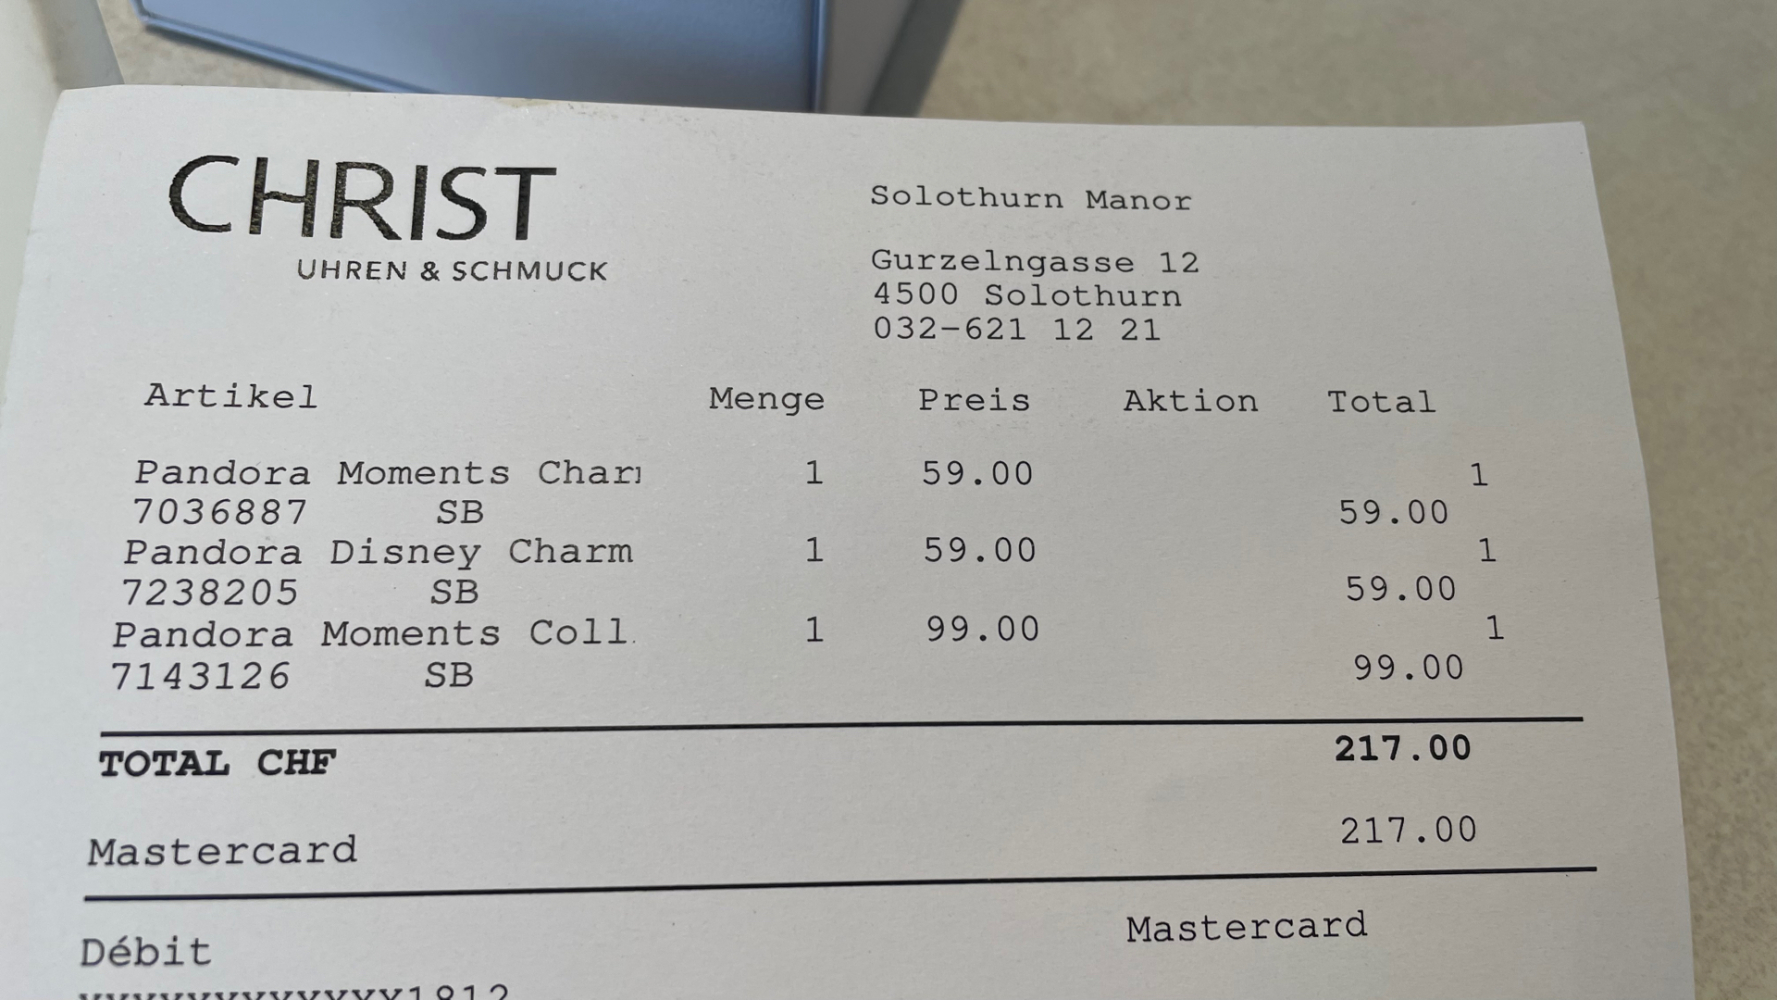 CHRIST
UHREN & SCHMUCK
Solothurn Manor
Gurzelngasse 12
4500 Solothurn
032-621 12 21
Artikel Menge Preis Aktion Total
Pandora Moments Char 1 59.00 1
7036887 SB 59.00
Pandora Disney Charm 1 59.00 1
7238205 SB 59.00
Pandora Moments Coll 1 99.00 1
7143126 SB 99.00
TOTAL CHF 217.00
Mastercard 217.00
Débit Mastercard